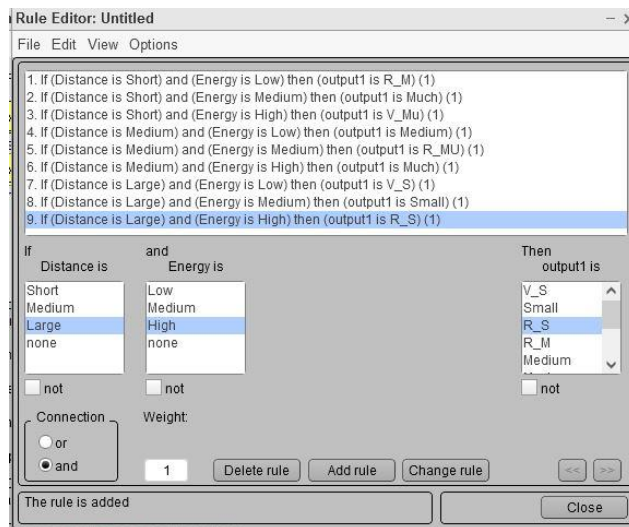 Rule Editor: Untitled
File Edit View Options
1. If (Distance is Short) and (Energy is Low) then (output1 is R_M) (1)
2. If (Distance is Short) and (Energy is Medium) then (output1 is Much) (1)
3. If (Distance is Short) and (Energy is High) then (output1 is V_Mu) (1)
4. If (Distance is Medium) and (Energy is Low) then (output1 is Medium) (1)
5. If (Distance is Medium) and (Energy is Medium) then (output1 is R_MU) (1)
6. If (Distance is Medium) and (Energy is High) then (output1 is Much) (1)
7. If (Distance is Large) and (Energy is Low) then (output1 is V_S) (1)
8. If (Distance is Large) and (Energy is Medium) then (output1 is Small) (1)
9. If (Distance is Large) and (Energy is High) then (output1 is R_S) (1)
If
Distance is
Short
Medium
Large
none
not
and
Energy is
Low
Medium
High
none
not
Then
output1 is
V_S
Small
R_S
R_M
Medium
not
Connection
or
and
Weight:
1
Delete rule
Add rule
Change rule
<<
>>
The rule is added
Close